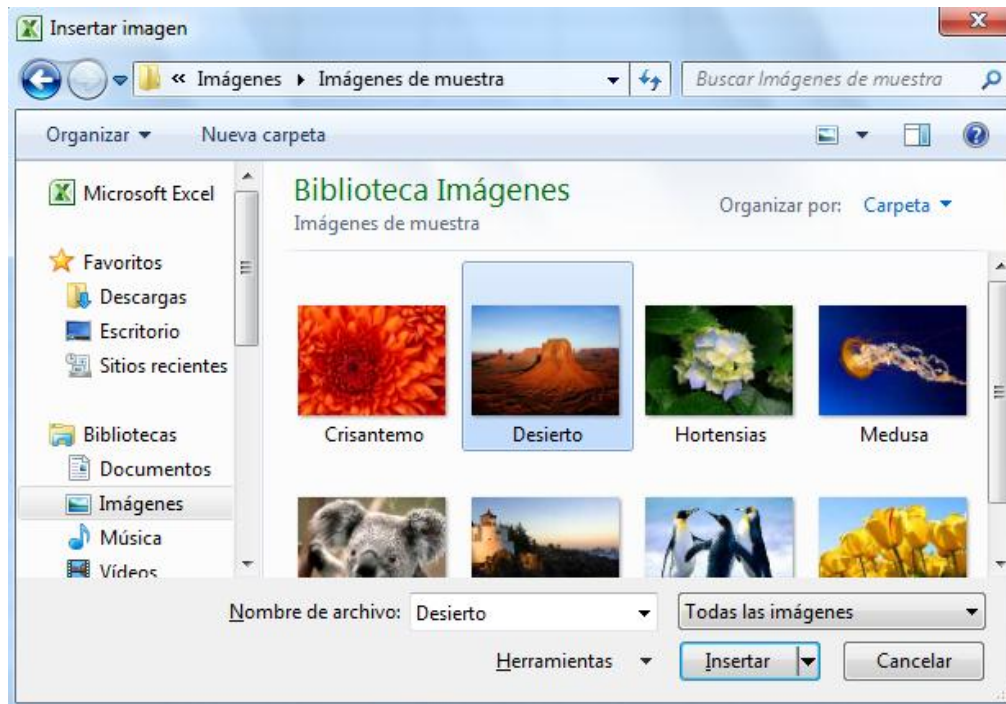 Insertar imagen
« Imágenes ▸ Imágenes de muestra
Buscar Imágenes de muestra
Organizar
Nueva carpeta
Microsoft Excel
Favoritos
Descargas
Escritorio
Sitios recientes
Bibliotecas
Documentos
Imágenes
Música
Vídeos
Biblioteca Imágenes
Imágenes de muestra
Organizar por: Carpeta
Crisantemo
Desierto
Hortensias
Medusa
Nombre de archivo: Desierto
Todas las imágenes
Herramientas
Insertar
Cancelar